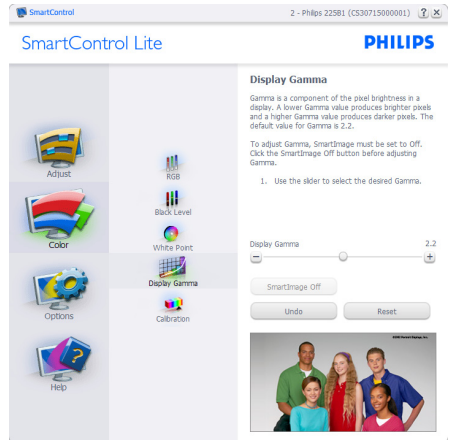 SmartControl
2 - Philips 225B1 (CS30715000001)
SmartControl Lite
PHILIPS
Adjust
Color
Options
Help
RGB
Black Level
White Point
Display Gamma
Calibration
Display Gamma
Gamma is a component of the pixel brightness in a
display. A lower Gamma value produces brighter pixels
and a higher Gamma value produces darker pixels. The
default value for Gamma is 2.2.
To adjust Gamma, SmartImage must be set to Off.
Click the SmartImage Off button before adjusting
Gamma.
1. Use the slider to select the desired Gamma.
Display Gamma 2.2
SmartImage Off
Undo Reset